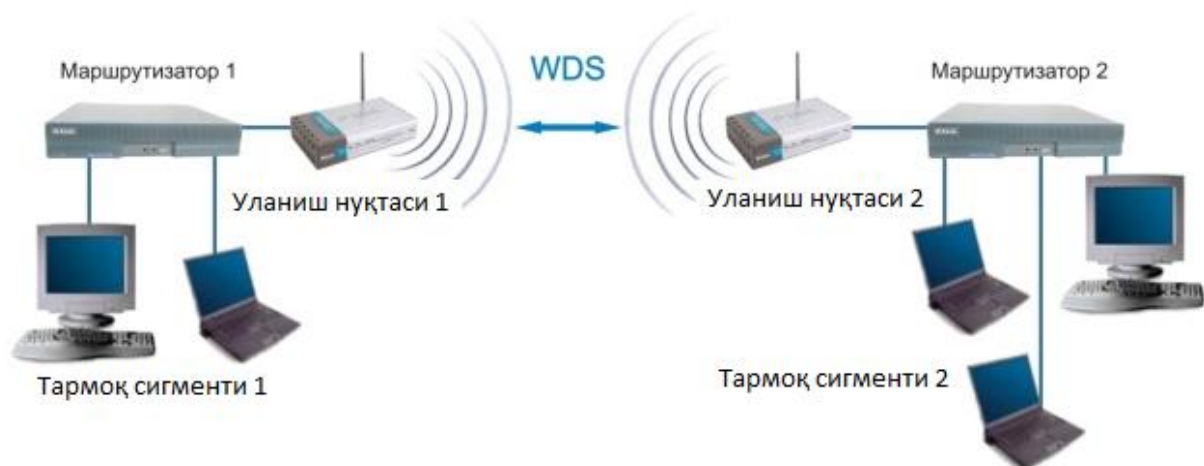 Маршрутизатор 1
WDS
Маршрутизатор 2
Уланиш нуқтаси 1
Уланиш нуқтаси 2
Тармоқ сигменти 1
Тармоқ сигменти 2